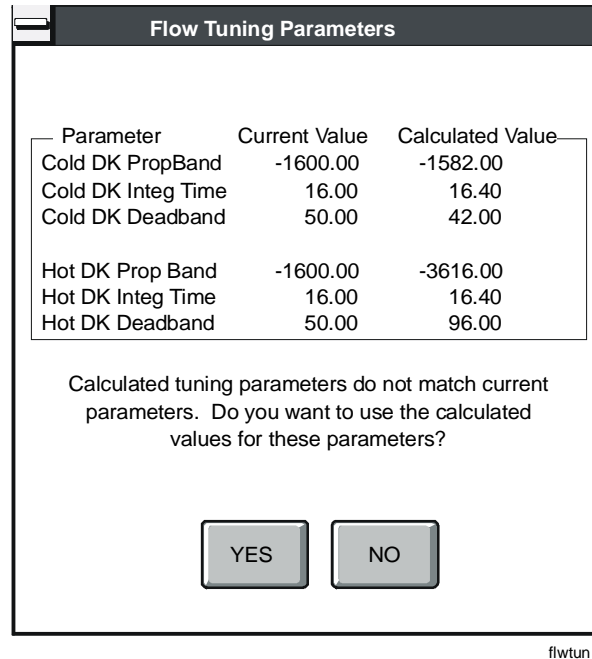 Flow Tuning Parameters
Parameter Current Value Calculated Value
Cold DK PropBand -1600.00 -1582.00
Cold DK Integ Time 16.00 16.40
Cold DK Deadband 50.00 42.00
Hot DK Prop Band -1600.00 -3616.00
Hot DK Integ Time 16.00 16.40
Hot DK Deadband 50.00 96.00
Calculated tuning parameters do not match current
parameters. Do you want to use the calculated
values for these parameters?
YES NO
flwtun